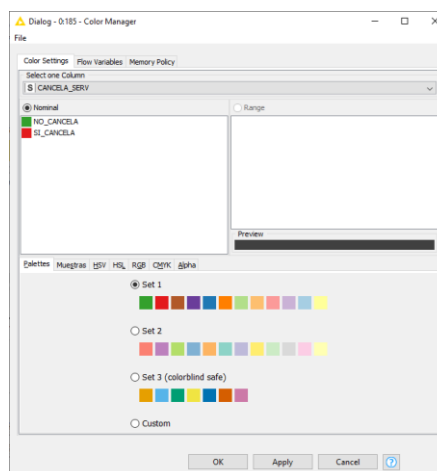 Dialog - 0:185 - Color Manager
File
Color Settings Flow Variables Memory Policy
Select one Column
S CANCELA_SERV
Nominal
Range
NO_CANCELA
SI_CANCELA
Preview
Palettes Muestras HSV HSL RGB CMYK Alpha
Set 1
Set 2
Set 3 (colorblind safe)
Custom
OK Apply Cancel ?